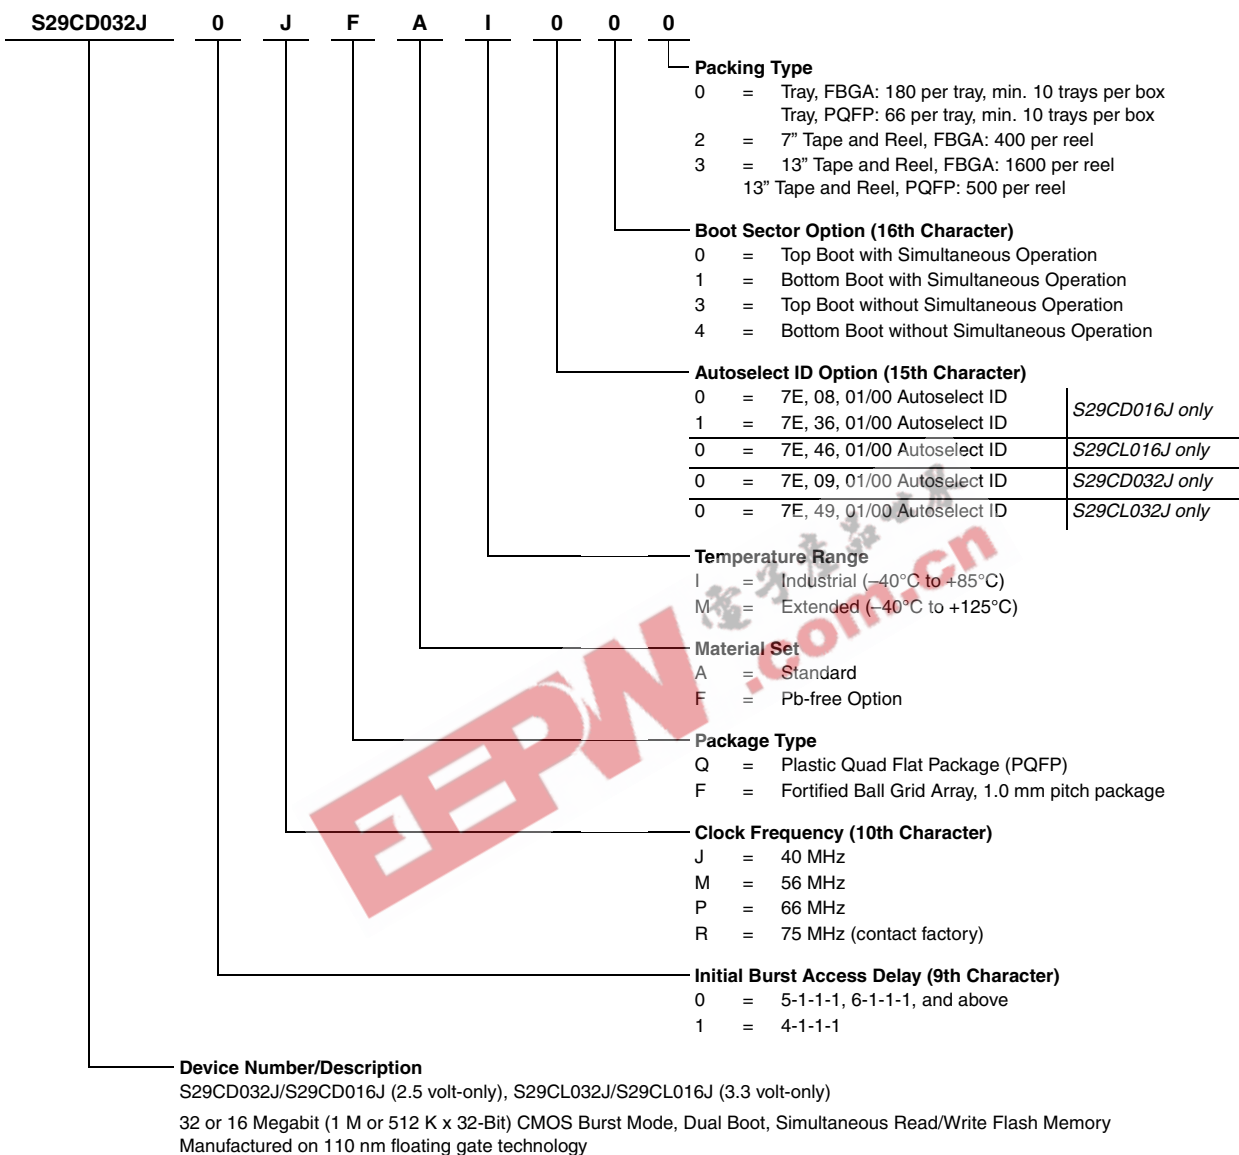 S29CD032J 0 J F A I 0 0 0
Packing Type
0 = Tray, FBGA: 180 per tray, min. 10 trays per box
Tray, PQFP: 66 per tray, min. 10 trays per box
2 = 7” Tape and Reel, FBGA: 400 per reel
3 = 13” Tape and Reel, FBGA: 1600 per reel
13” Tape and Reel, PQFP: 500 per reel
Boot Sector Option (16th Character)
0 = Top Boot with Simultaneous Operation
1 = Bottom Boot with Simultaneous Operation
3 = Top Boot without Simultaneous Operation
4 = Bottom Boot without Simultaneous Operation
Autoselect ID Option (15th Character)
0 = 7E, 08, 01/00 Autoselect ID
S29CD016J only
1 = 7E, 36, 01/00 Autoselect ID
0 = 7E, 46, 01/00 Autoselect ID S29CL016J only
0 = 7E, 09, 01/00 Autoselect ID S29CD032J only
0 = 7E, 49, 01/00 Autoselect ID S29CL032J only
Temperature Range
I = Industrial (–40°C to +85°C)
M = Extended (–40°C to +125°C)
Material Set
A = Standard
F = Pb-free Option
Package Type
Q = Plastic Quad Flat Package (PQFP)
F = Fortified Ball Grid Array, 1.0 mm pitch package
Clock Frequency (10th Character)
J = 40 MHz
M = 56 MHz
P = 66 MHz
R = 75 MHz (contact factory)
Initial Burst Access Delay (9th Character)
0 = 5-1-1-1, 6-1-1-1, and above
1 = 4-1-1-1
Device Number/Description
S29CD032J/S29CD016J (2.5 volt-only), S29CL032J/S29CL016J (3.3 volt-only)
32 or 16 Megabit (1 M or 512 K x 32-Bit) CMOS Burst Mode, Dual Boot, Simultaneous Read/Write Flash Memory
Manufactured on 110 nm floating gate technology
EEPW.com.cn
電子產品世界